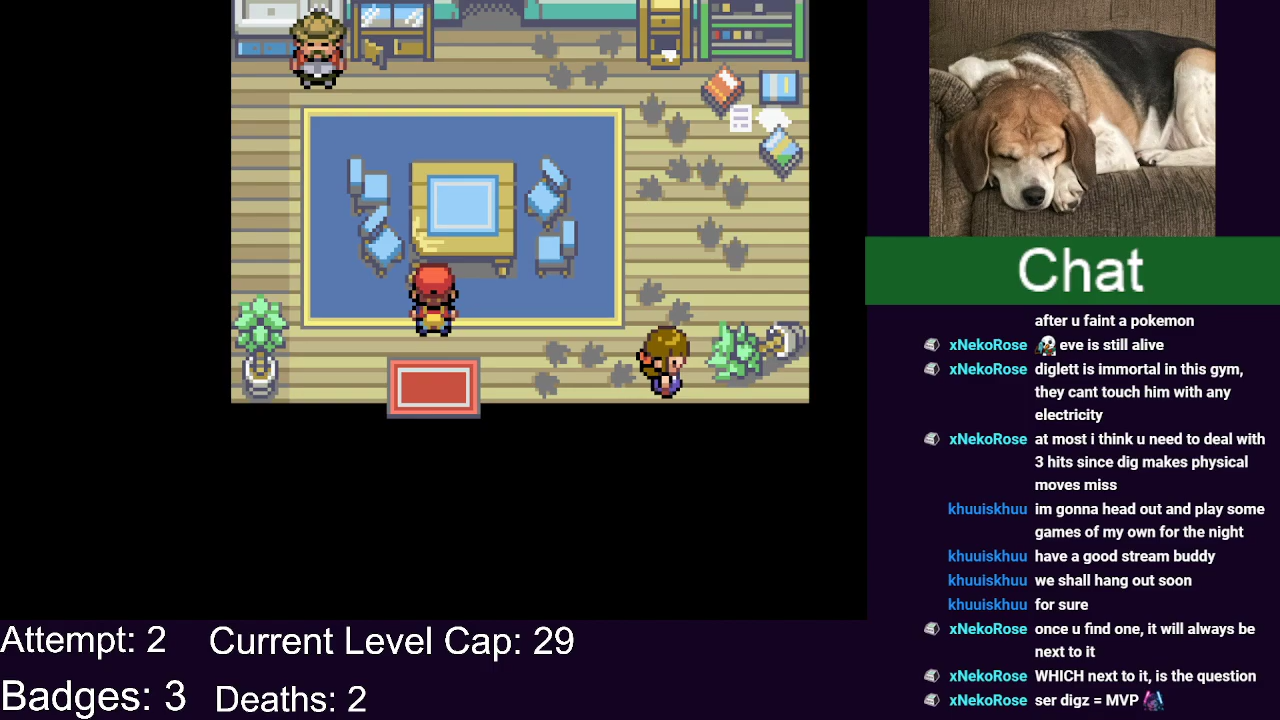 Chat
after u faint a pokemon
xNekoRose eve is still alive
xNekoRose diglett is immortal in this gym,
they cant touch him with any
electricity
xNekoRose at most i think u need to deal with
3 hits since dig makes physical
moves miss
khuuiskhuu im gonna head out and play some
games of my own for the night
khuuiskhuu have a good stream buddy
khuuiskhuu we shall hang out soon
khuuiskhuu for sure
xNekoRose once u find one, it will always be
next to it
xNekoRose WHICH next to it, is the question
xNekoRose ser digz = MVP
Attempt: 2 Current Level Cap: 29
Badges: 3 Deaths: 2